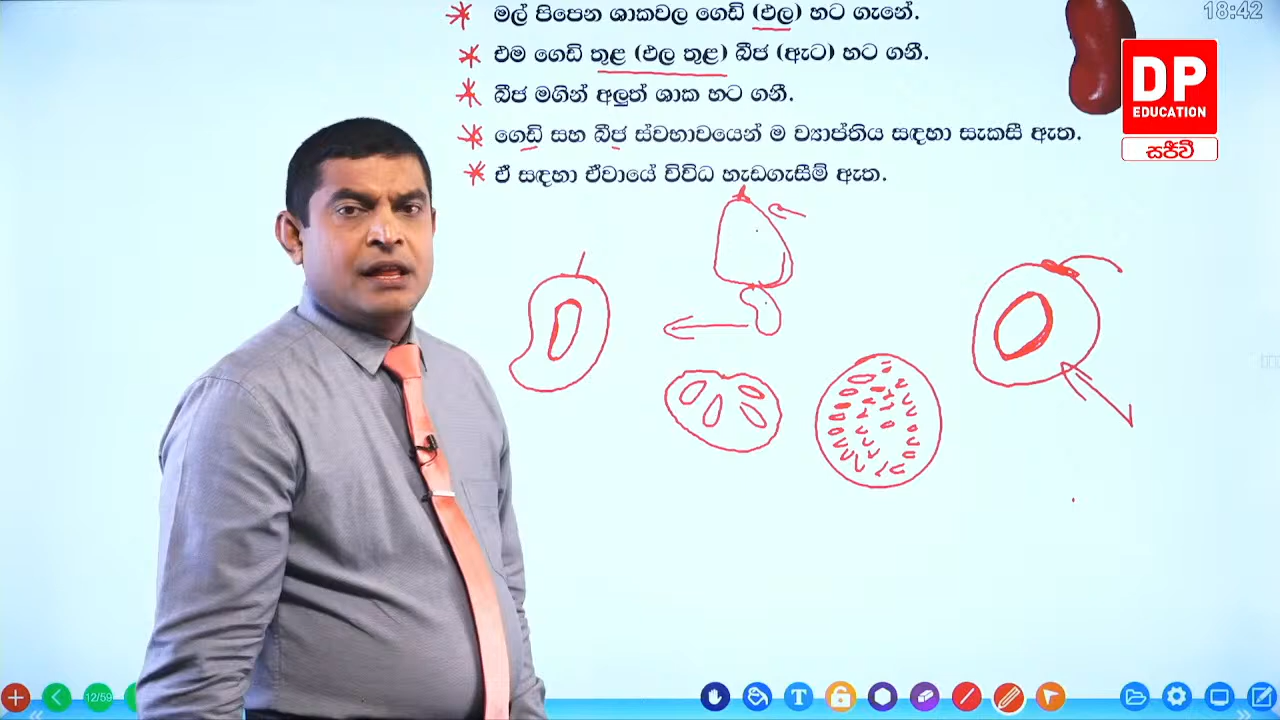 18:42
මල් පිපෙන ශාකවල ගෙඩි (ඵල) හට ගැනේ.
එම ගෙඩි තුළ (ඵල තුළ) බීජ (ඇට) හට ගනී.
බීජ මගින් අලුත් ශාක හට ගනී.
ගෙඩි සහ බීජ ස්වභාවයෙන් ම ව්‍යාප්තිය සඳහා සැකසී ඇත.
ඒ සඳහා ඒවායේ විවිධ හැඩගැසීම් ඇත.
DP
EDUCATION
සජීවී
12/59
T